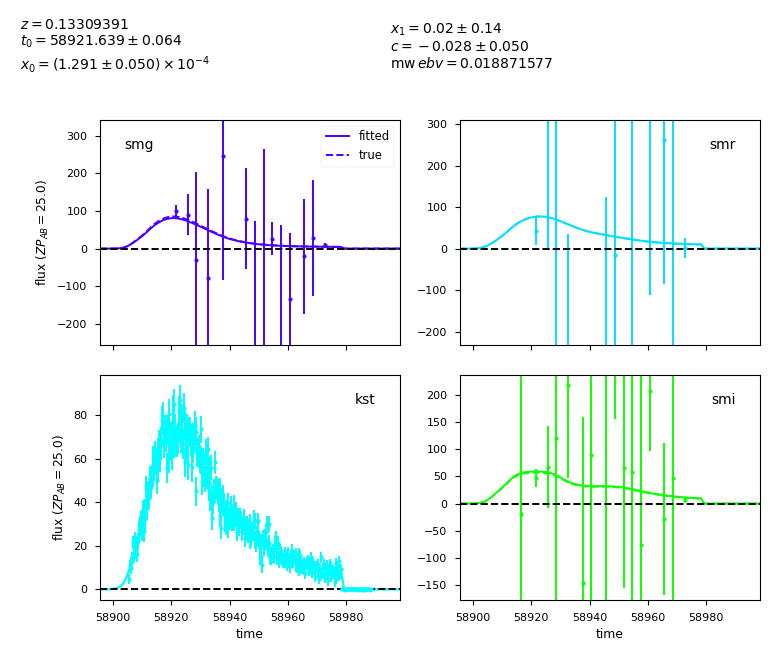 z = 0.13309391
t₀ = 58921.639 ± 0.064
x₀ = (1.291 ± 0.050) × 10⁻⁴
x₁ = 0.02 ± 0.14
c = −0.028 ± 0.050
mw ebv = 0.018871577
smg
fitted
true
flux (ZP_AB = 25.0)
300
200
100
0
−100
−200
smr
300
200
100
0
−100
−200
kst
flux (ZP_AB = 25.0)
80
60
40
20
0
58900 58920 58940 58960 58980
time
smi
200
150
100
50
0
−50
−100
−150
58900 58920 58940 58960 58980
time